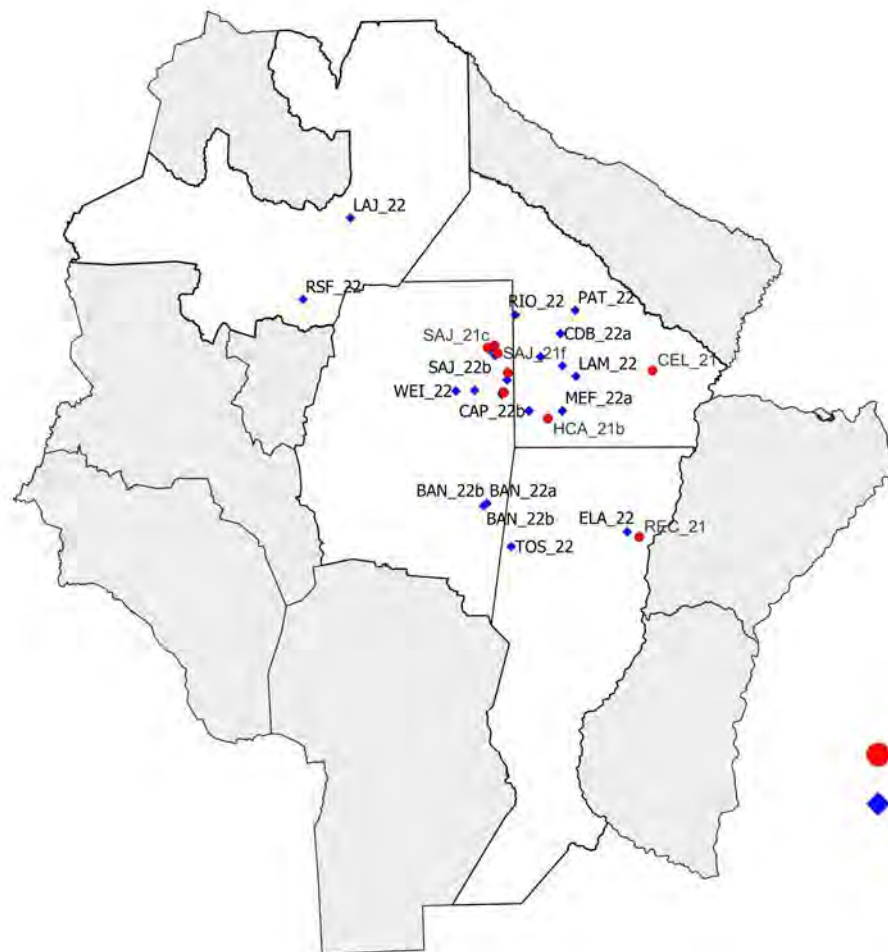 LAJ_22
RSF_22
RIO_22
PAT_22
SAJ_21c
CDB_22a
SAJ_21f
SAJ_22b
LAM_22
CEL_21
WEI_22
CAP_22b
MEF_22a
HCA_21b
BAN_22b
BAN_22a
BAN_22b
ELA_22
REC_21
TOS_22